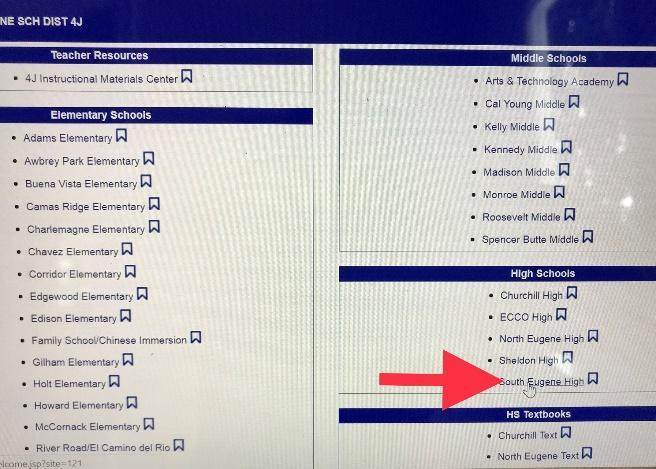 NE SCH DIST 4J
Teacher Resources
4J Instructional Materials Center
Elementary Schools
Adams Elementary
Awbrey Park Elementary
Buena Vista Elementary
Camas Ridge Elementary
Charlemagne Elementary
Chavez Elementary
Corridor Elementary
Edgewood Elementary
Edison Elementary
Family School/Chinese Immersion
Gilham Elementary
Holt Elementary
Howard Elementary
McCornack Elementary
River Road/El Camino del Rio
elcome.jsp?site=121
Middle Schools
Arts & Technology Academy
Cal Young Middle
Kelly Middle
Kennedy Middle
Madison Middle
Monroe Middle
Roosevelt Middle
Spencer Butte Middle
High Schools
Churchill High
ECCO High
North Eugene High
Sheldon High
South Eugene High
HS Textbooks
Churchill Text
North Eugene Text